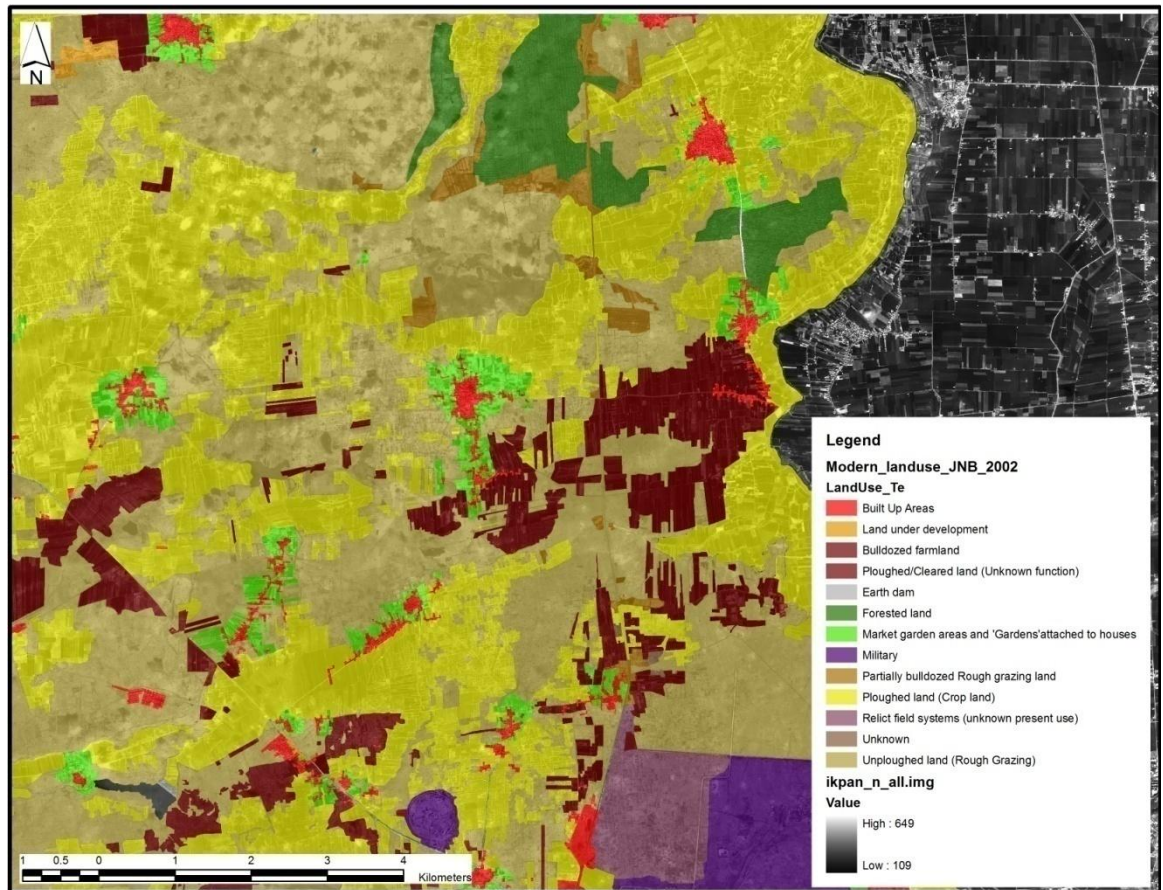 N
Legend
Modern_landuse_JNB_2002
LandUse_Te
Built Up Areas
Land under development
Bulldozed farmland
Ploughed/Cleared land (Unknown function)
Earth dam
Forested land
Market garden areas and 'Gardens'attached to houses
Military
Partially bulldozed Rough grazing land
Ploughed land (Crop land)
Relict field systems (unknown present use)
Unknown
Unploughed land (Rough Grazing)
ikpan_n_all.img
Value
High : 649
Low : 109
1 0.5 0 1 2 3 4
Kilometers